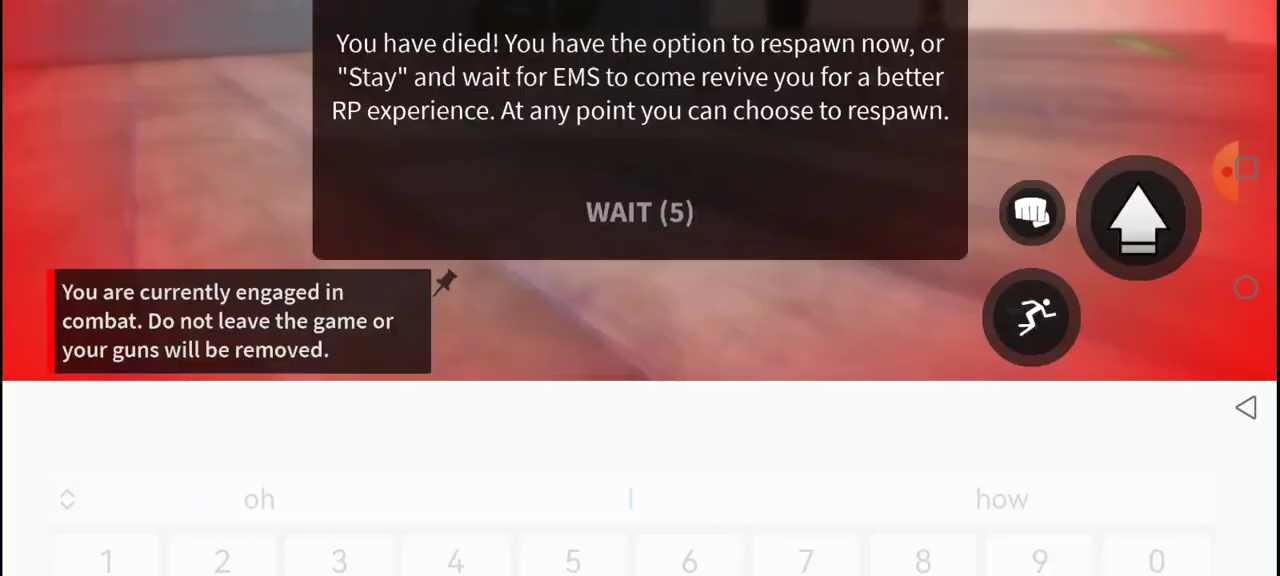 You have died! You have the option to respawn now, or
"Stay" and wait for EMS to come revive you for a better
RP experience. At any point you can choose to respawn.
WAIT (5)
You are currently engaged in
combat. Do not leave the game or
your guns will be removed.
oh I how
1 2 3 4 5 6 7 8 9 0